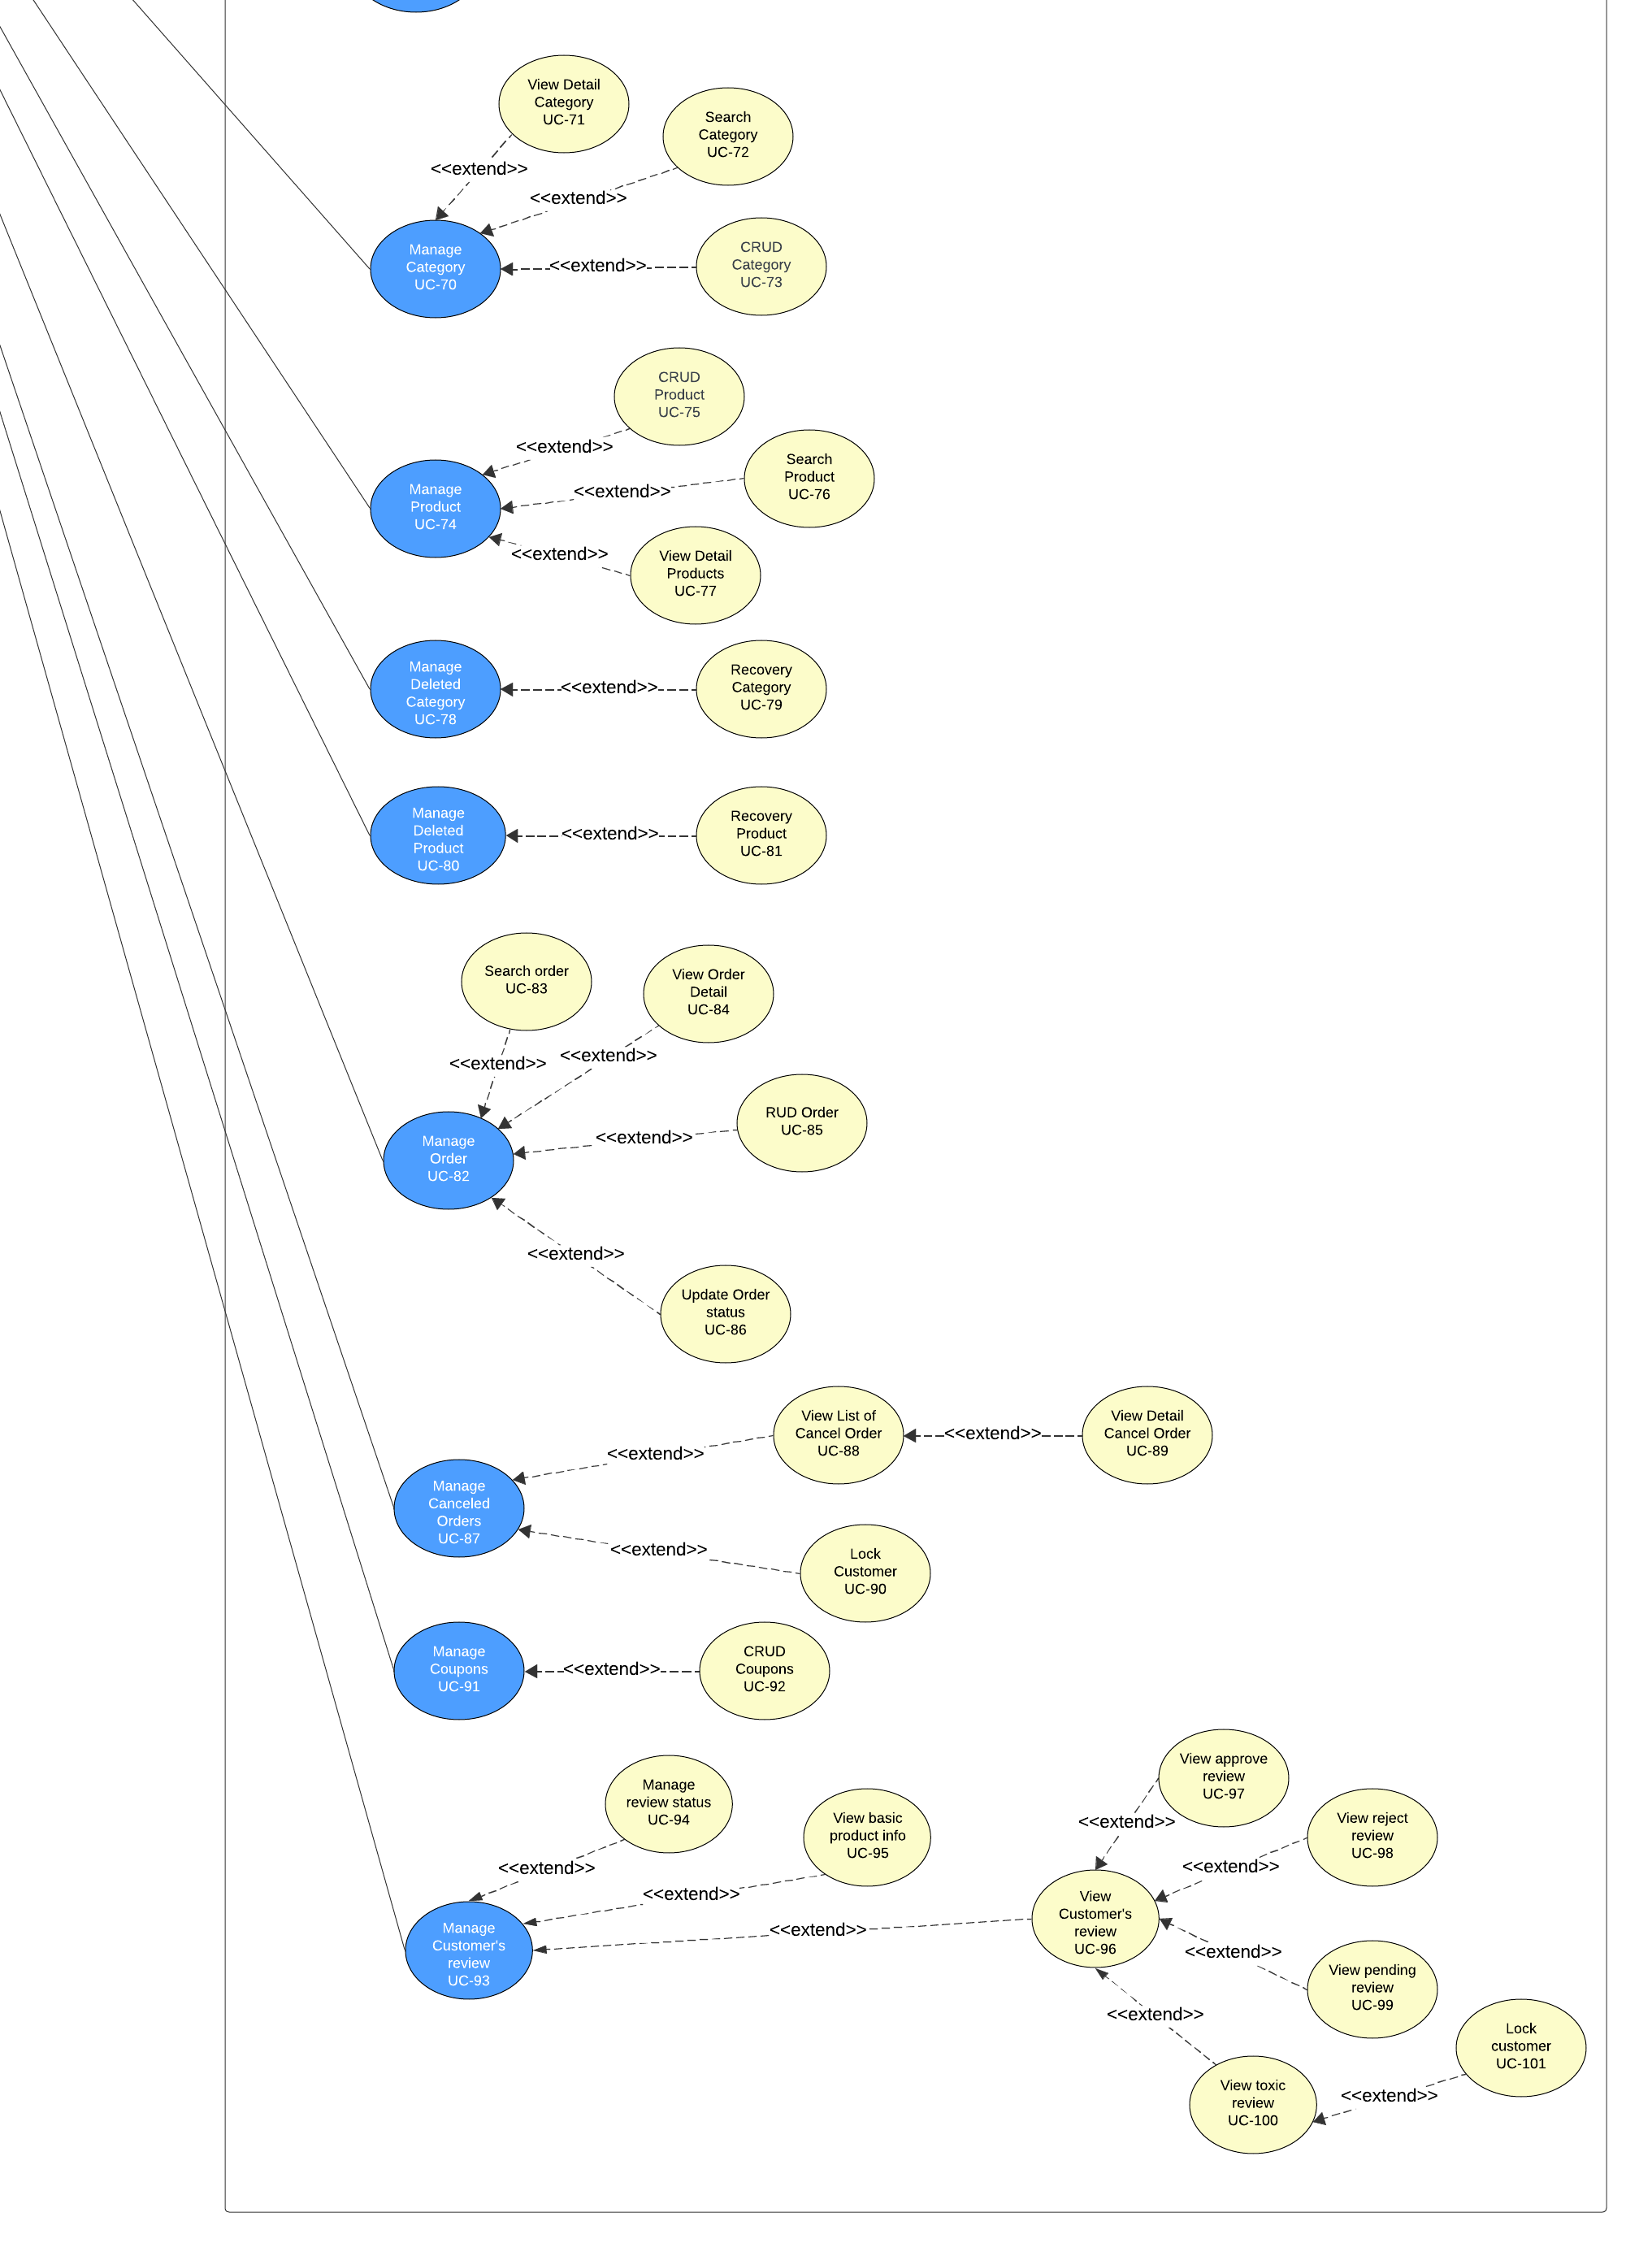 View Detail
Category
UC-71
Search
Category
UC-72
<<extend>>
<<extend>>
Manage
Category
UC-70
<<extend>>
CRUD
Category
UC-73
CRUD
Product
UC-75
<<extend>>
Search
Product
UC-76
Manage
Product
UC-74
<<extend>>
<<extend>>
View Detail
Products
UC-77
Manage
Deleted
Category
UC-78
<<extend>>
Recovery
Category
UC-79
Manage
Deleted
Product
UC-80
<<extend>>
Recovery
Product
UC-81
Search order
UC-83
View Order
Detail
UC-84
<<extend>>
<<extend>>
RUD Order
UC-85
<<extend>>
Manage
Order
UC-82
<<extend>>
Update Order
status
UC-86
View List of
Cancel Order
UC-88
<<extend>>
View Detail
Cancel Order
UC-89
<<extend>>
Manage
Canceled
Orders
UC-87
<<extend>>
Lock
Customer
UC-90
Manage
Coupons
UC-91
<<extend>>
CRUD
Coupons
UC-92
Manage
review status
UC-94
View basic
product info
UC-95
View approve
review
UC-97
<<extend>>
View reject
review
UC-98
<<extend>>
<<extend>>
<<extend>>
Manage
Customer's
review
UC-93
<<extend>>
View
Customer's
review
UC-96
<<extend>>
View pending
review
UC-99
<<extend>>
Lock
customer
UC-101
View toxic
review
UC-100
<<extend>>